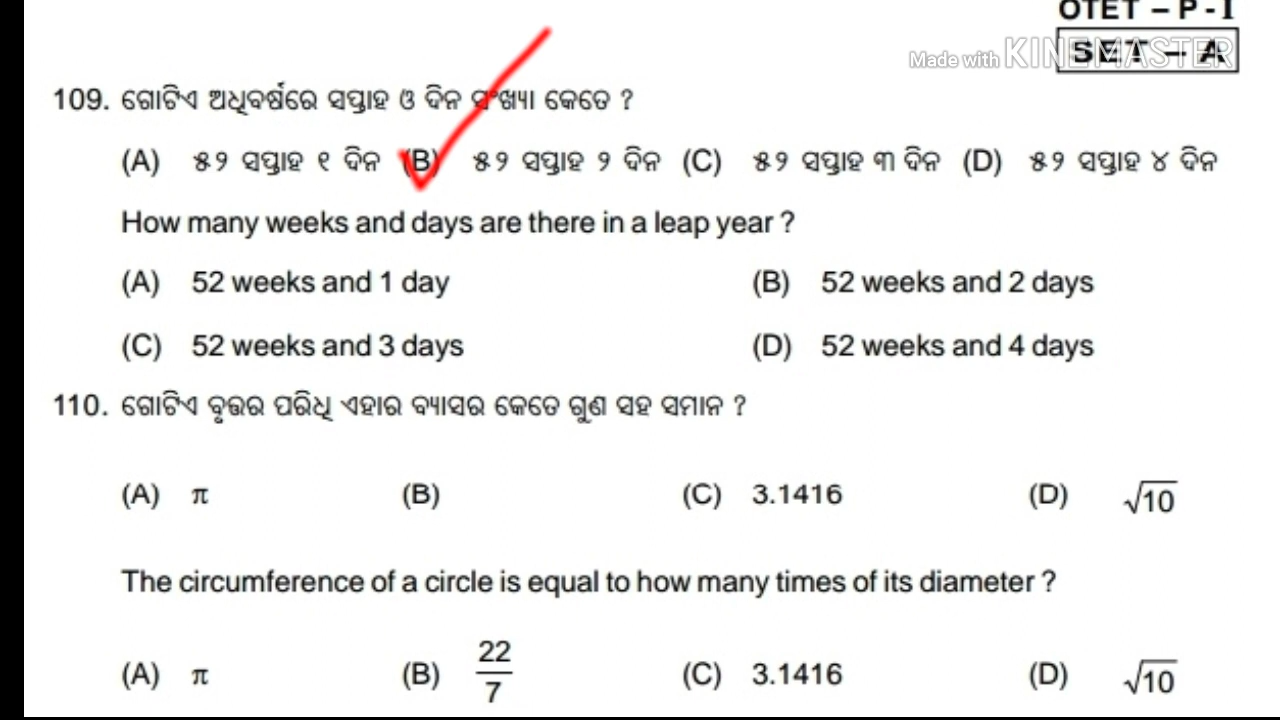 OTET – P - I
Made with KINEMASTER
SET – A
109. ଗୋଟିଏ ଅଧିବର୍ଷରେ ସପ୍ତାହ ଓ ଦିନ ସଂଖ୍ୟା କେତେ ?
(A) ୫୨ ସପ୍ତାହ ୧ ଦିନ (B) ୫୨ ସପ୍ତାହ ୨ ଦିନ (C) ୫୨ ସପ୍ତାହ ୩ ଦିନ (D) ୫୨ ସପ୍ତାହ ୪ ଦିନ
How many weeks and days are there in a leap year ?
(A) 52 weeks and 1 day (B) 52 weeks and 2 days
(C) 52 weeks and 3 days (D) 52 weeks and 4 days
110. ଗୋଟିଏ ବୃତ୍ତର ପରିଧି ଏହାର ବ୍ୟାସର କେତେ ଗୁଣ ସହ ସମାନ ?
(A) π (B) (C) 3.1416 (D) √10
The circumference of a circle is equal to how many times of its diameter ?
(A) π (B) 22/7 (C) 3.1416 (D) √10